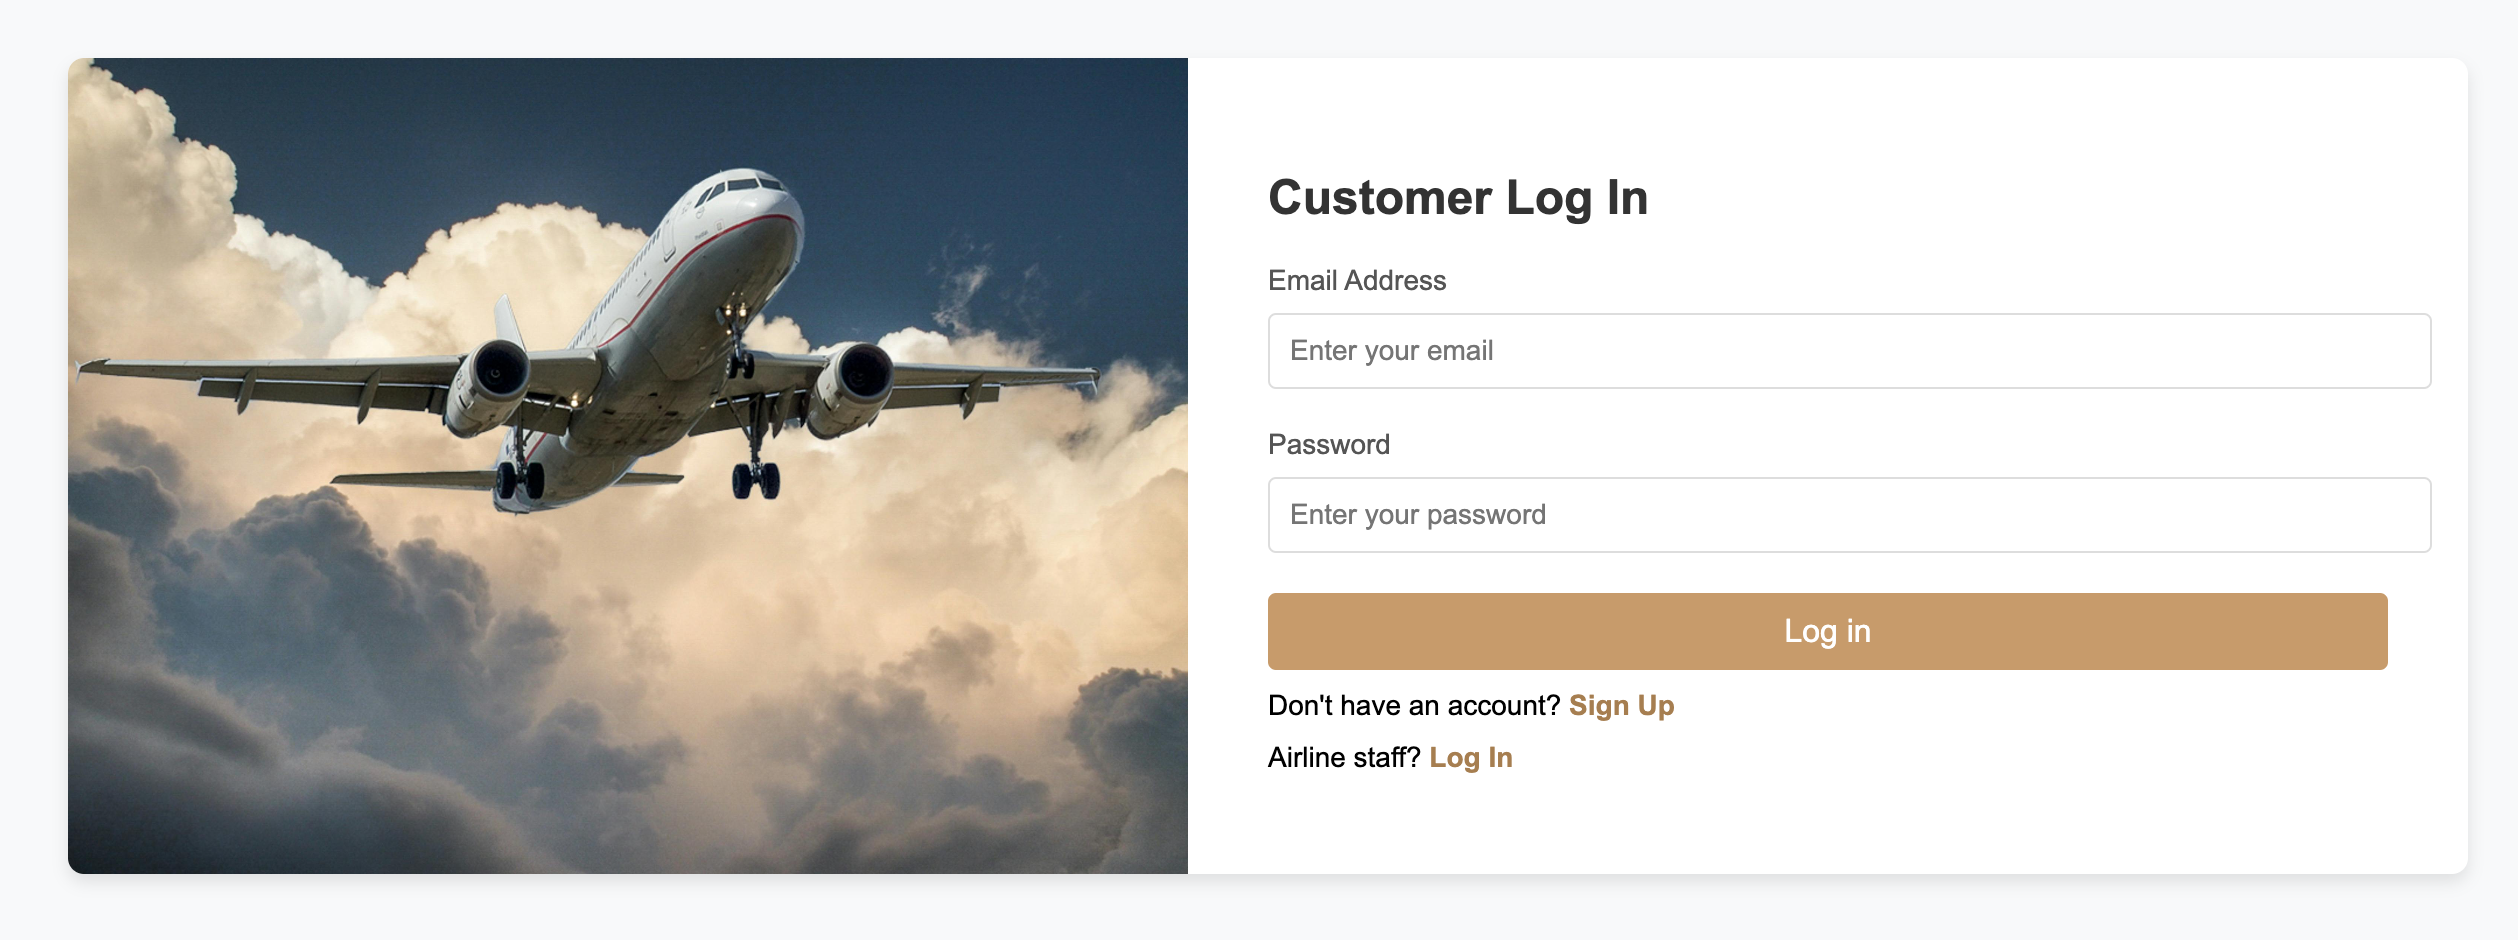 Customer Log In
Email Address
Enter your email
Password
Enter your password
Log in
Don't have an account? Sign Up
Airline staff? Log In